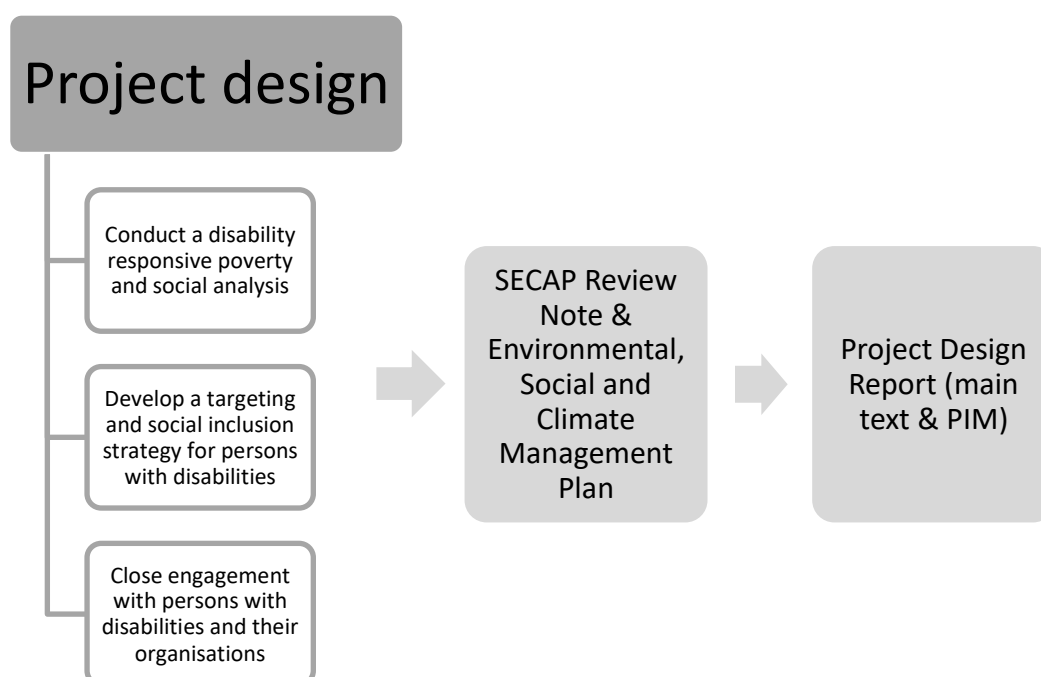 Project design
Conduct a disability
responsive poverty
and social analysis
Develop a targeting
and social inclusion
strategy for persons
with disabilities
Close engagement
with persons with
disabilities and their
organisations
SECAP Review
Note &
Environmental,
Social and
Climate
Management
Plan
Project Design
Report (main
text & PIM)